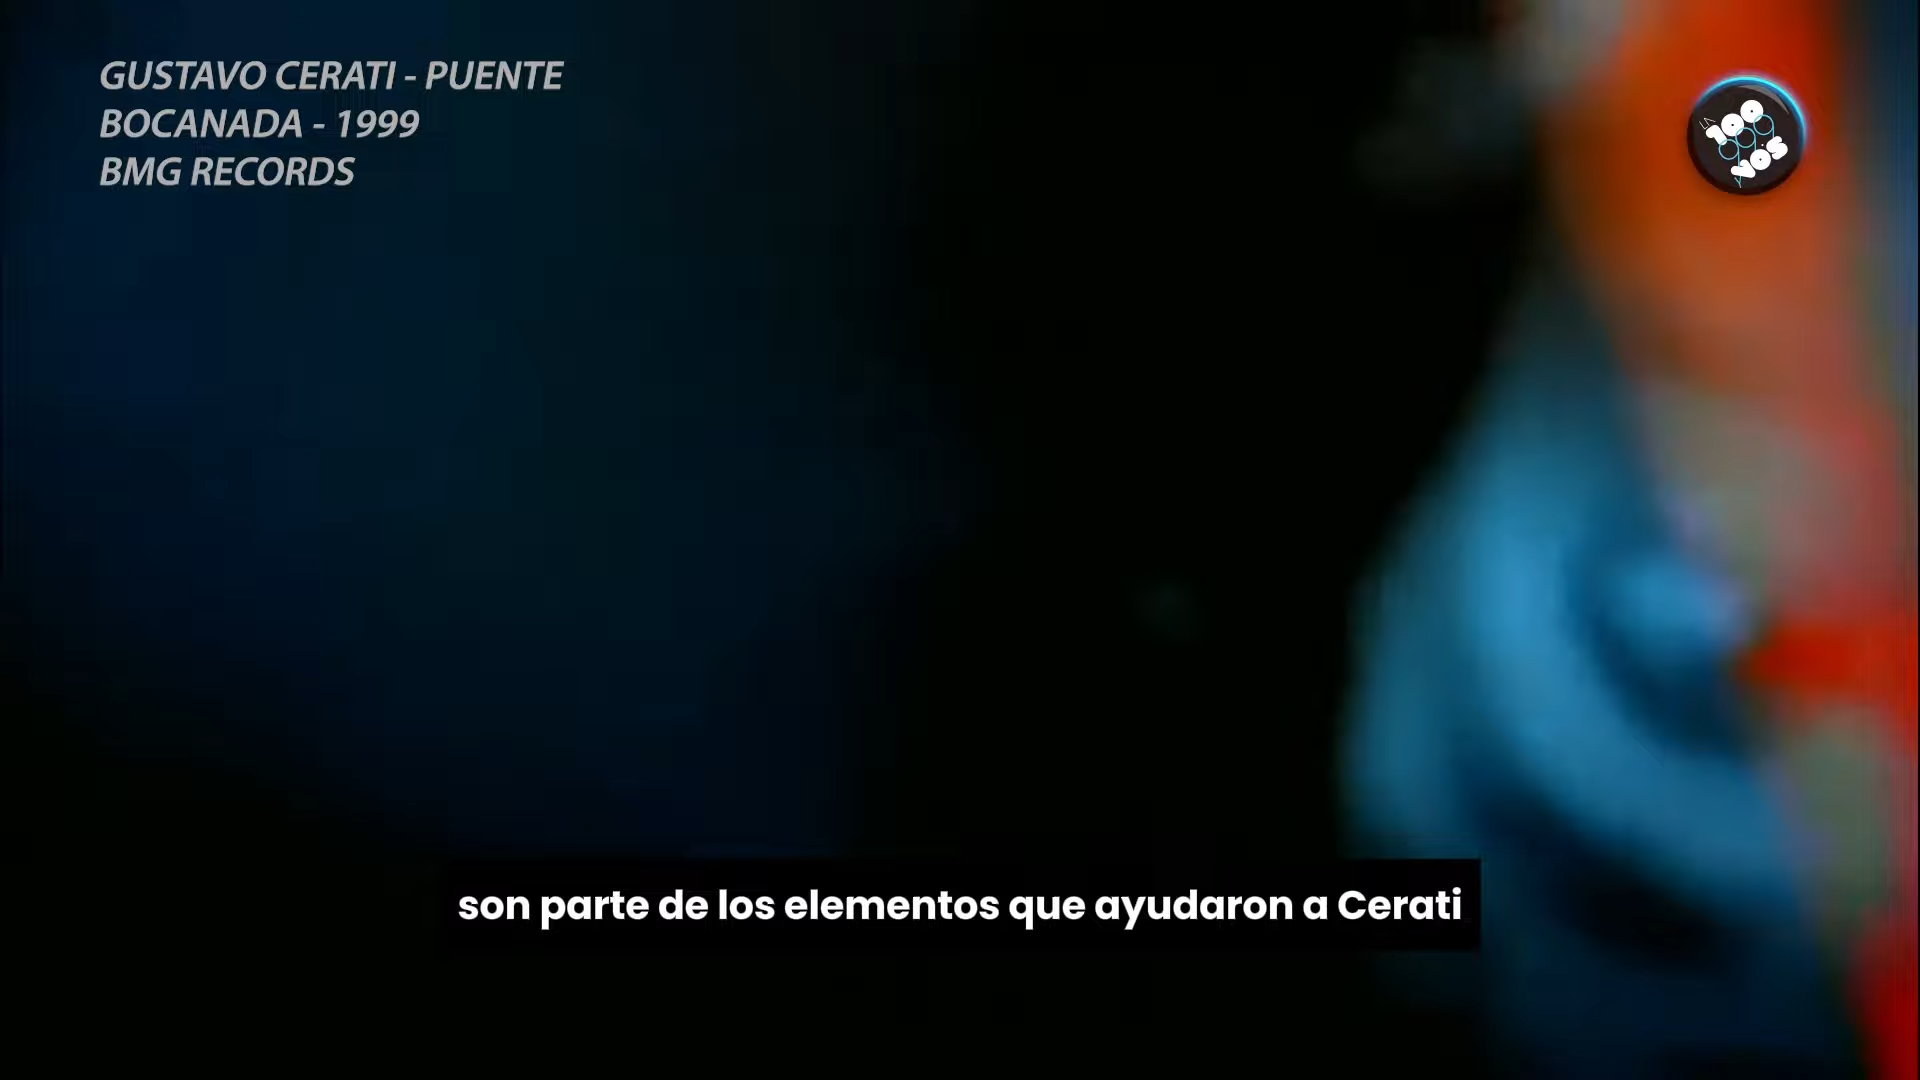 GUSTAVO CERATI - PUENTE
BOCANADA - 1999
BMG RECORDS
son parte de los elementos que ayudaron a Cerati